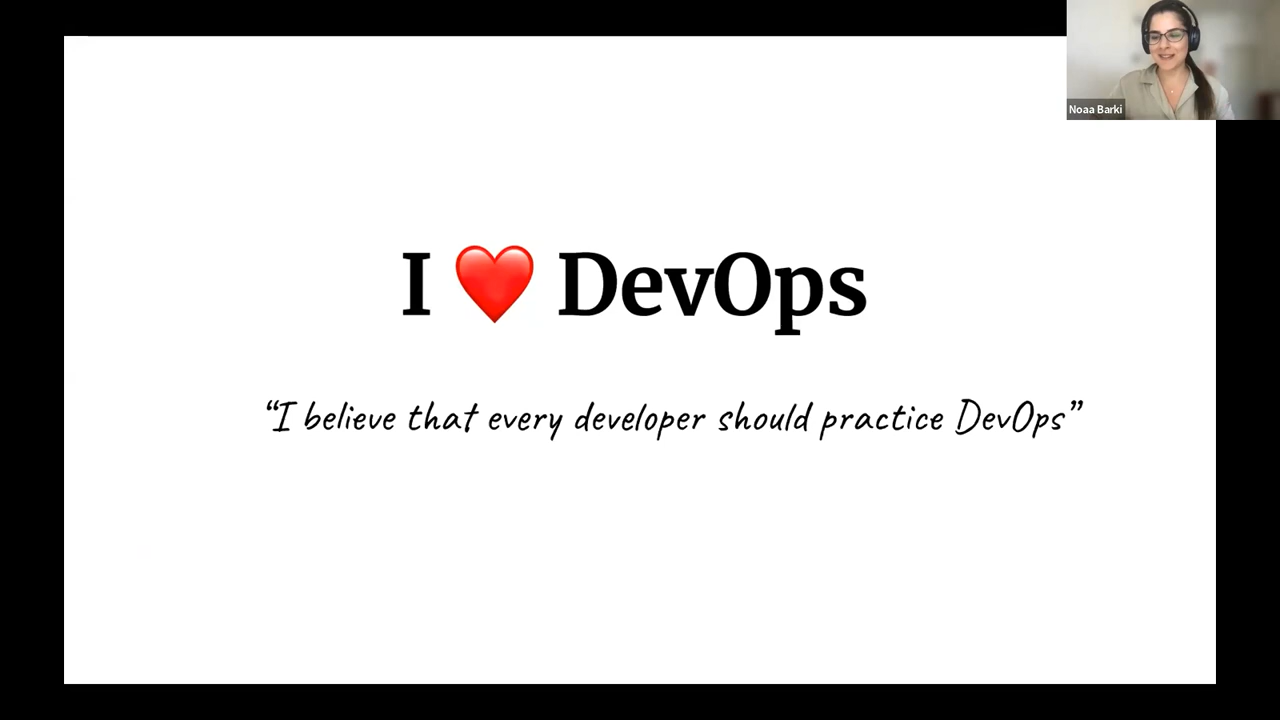 Noaa Barki
I ❤️ DevOps
“I believe that every developer should practice DevOps”